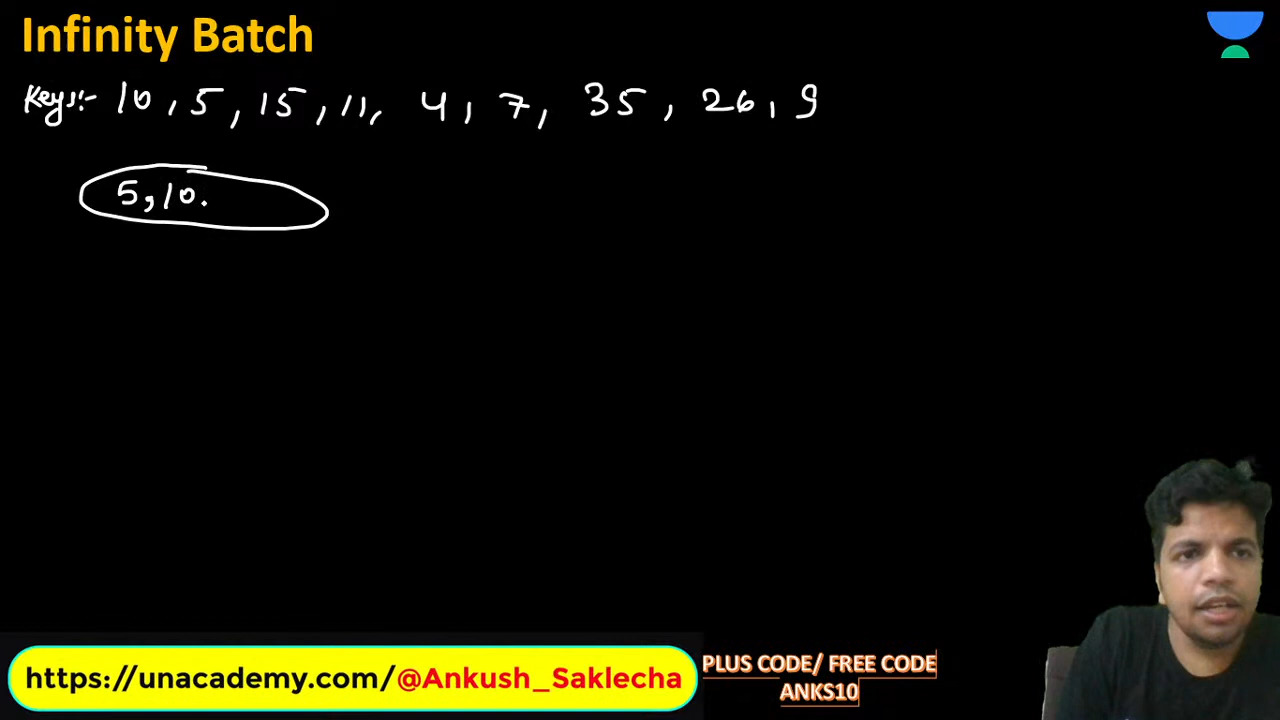 Infinity Batch
Keys:- 10, 5, 15, 11, 4, 7, 35, 26, 9
5, 10.
https://unacademy.com/@Ankush_Saklecha
PLUS CODE/ FREE CODE
ANKS10